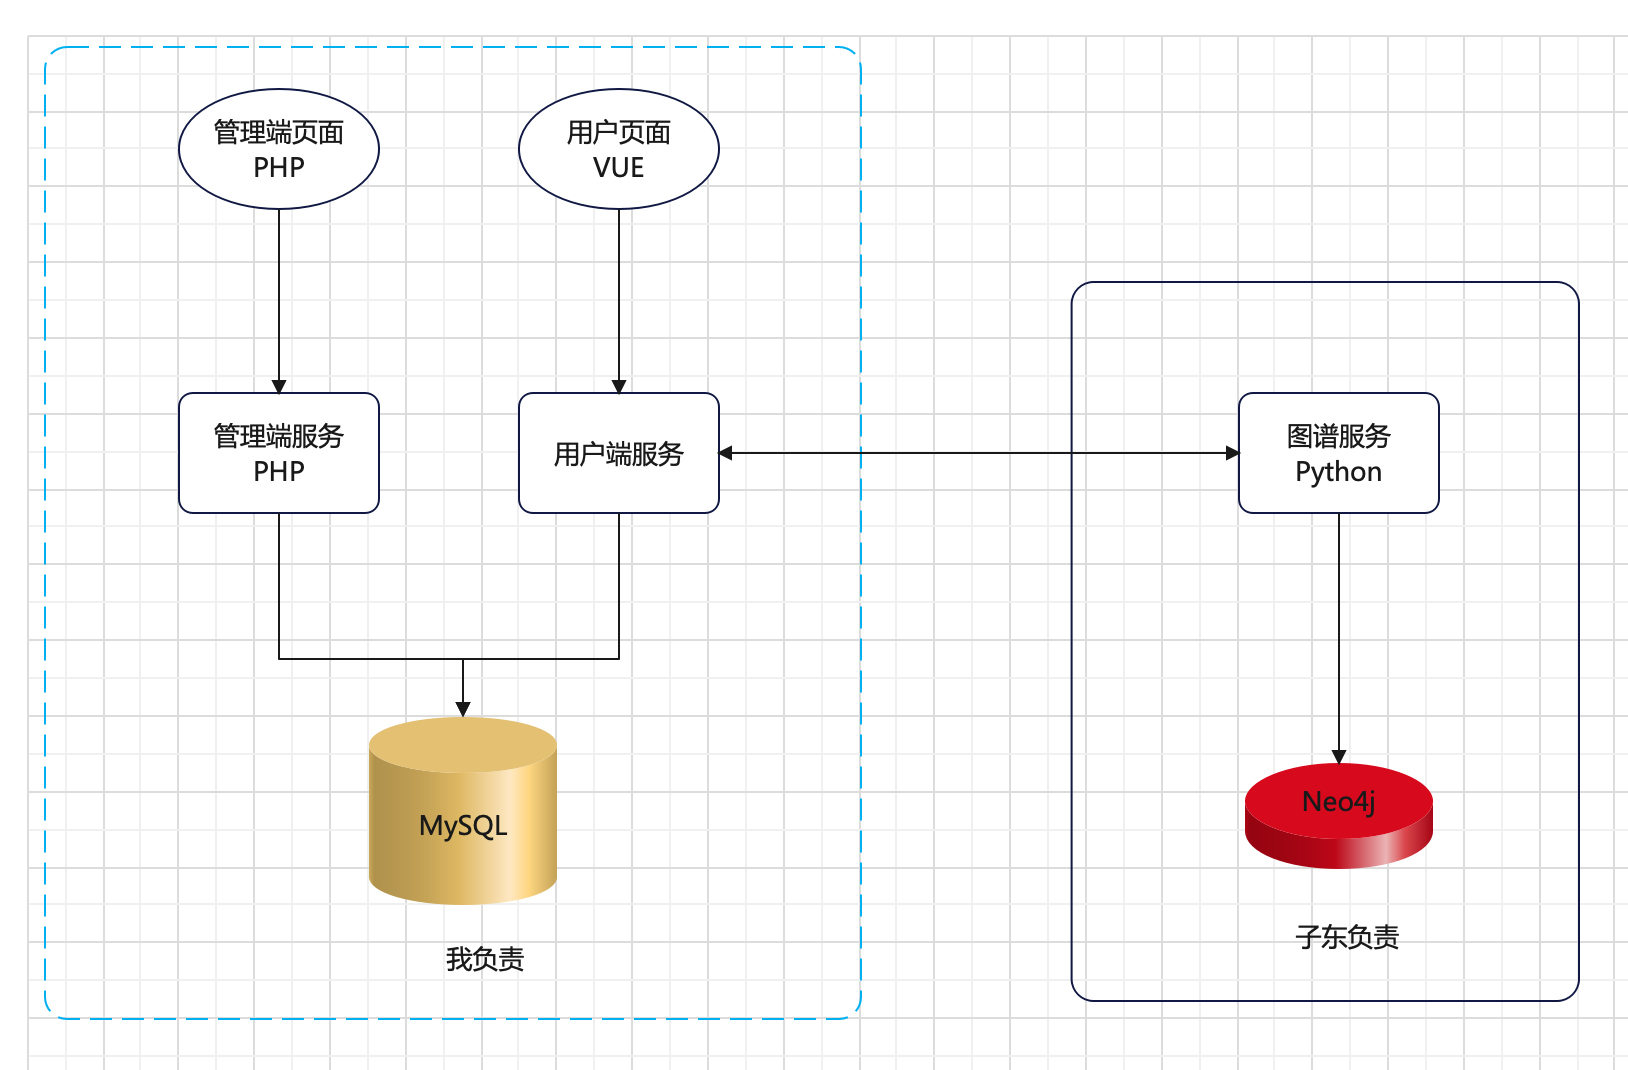 管理端页面
PHP
用户页面
VUE
管理端服务
PHP
用户端服务
图谱服务
Python
MySQL
Neo4j
我负责
子东负责